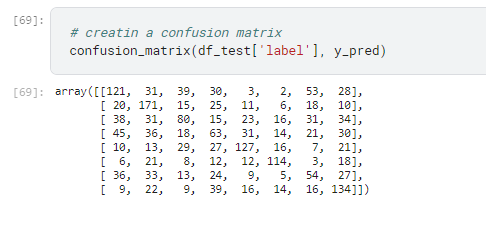 [69]:
# creatin a confusion matrix
confusion_matrix(df_test['label'], y_pred)
[69]: array([[121, 31, 39, 30, 3, 2, 53, 28],
[ 20, 171, 15, 25, 11, 6, 18, 10],
[ 38, 31, 80, 15, 23, 16, 31, 34],
[ 45, 36, 18, 63, 31, 14, 21, 30],
[ 10, 13, 29, 27, 127, 16, 7, 21],
[ 6, 21, 8, 12, 12, 114, 3, 18],
[ 36, 33, 13, 24, 9, 5, 54, 27],
[ 9, 22, 9, 39, 16, 14, 16, 134]])